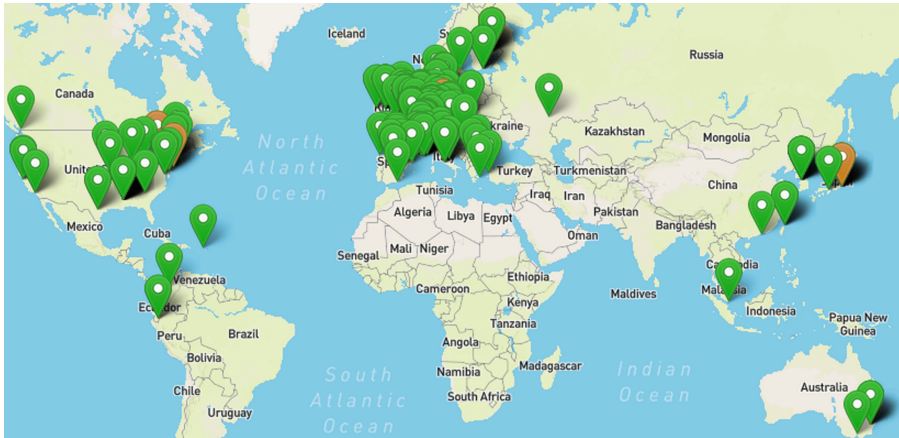 Iceland
Russia
Canada
Ukraine
Kazakhstan
Mongolia
North
Atlantic
Ocean
Turkey
Turkmenistan
China
Tunisia
Iraq
Iran
Mexico
Algeria
Libya
Egypt
Pakistan
Cuba
Bangladesh
Oman
Mali
Niger
Senegal
Venezuela
Ethiopia
Cameroon
Maldives
Malaysia
Ecuador
Kenya
Indonesia
Papua New
Guinea
Peru
Brazil
Tanzania
Angola
Bolivia
Madagascar
Namibia
Indian
Ocean
South
Atlantic
Ocean
Chile
South Africa
Australia
Uruguay